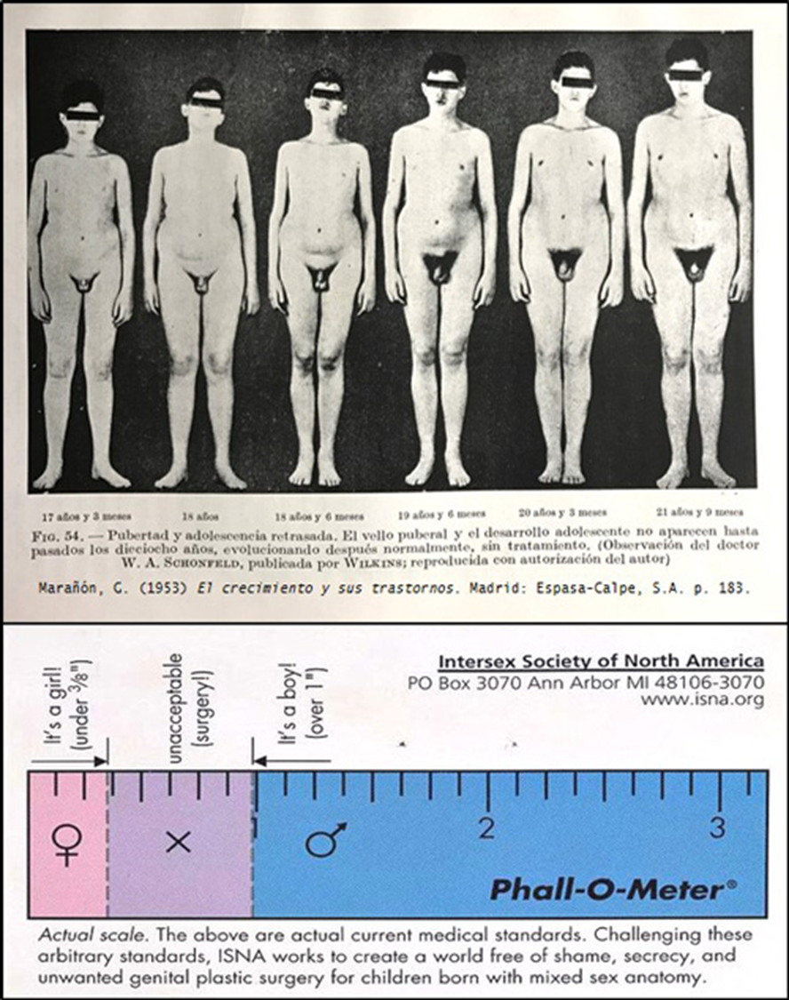 17 años y 3 meses 18 años 18 años y 6 meses 19 años y 6 meses 20 años y 3 meses 21 años y 9 meses
FIG. 54. — Pubertad y adolescencia retrasada. El vello puberal y el desarrollo adolescente no aparecen hasta
pasados los dieciocho años, evolucionando después normalmente, sin tratamiento. (Observación del doctor
W. A. SCHONFELD, publicada por WILKINS; reproducida con autorización del autor)
Marañón, G. (1953) El crecimiento y sus trastornos. Madrid: Espasa-Calpe, S.A. p. 183.
It's a girl!
(under 3/8")
unacceptable
(surgery!)
It's a boy!
(over 1")
Intersex Society of North America
PO Box 3070 Ann Arbor MI 48106-3070
www.isna.org
♀ X ♂ 1 2 3
Phall-O-Meter®
Actual scale. The above are actual current medical standards. Challenging these
arbitrary standards, ISNA works to create a world free of shame, secrecy, and
unwanted genital plastic surgery for children born with mixed sex anatomy.